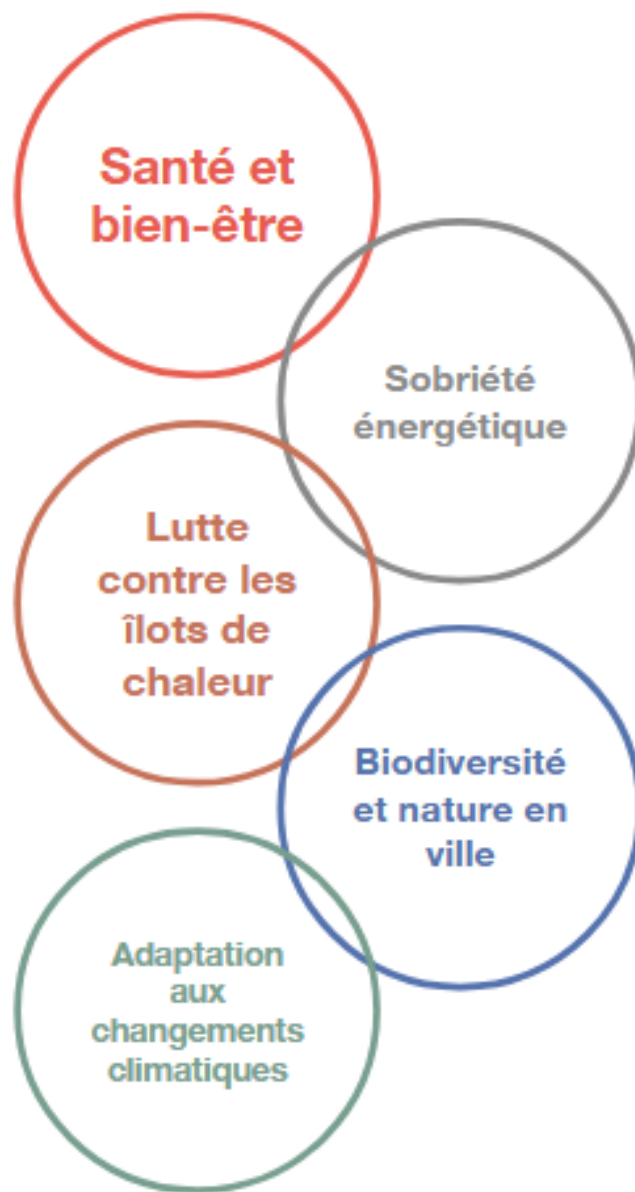 Santé et
bien-être
Sobriété
énergétique
Lutte
contre les
îlots de
chaleur
Biodiversité
et nature en
ville
Adaptation
aux
changements
climatiques